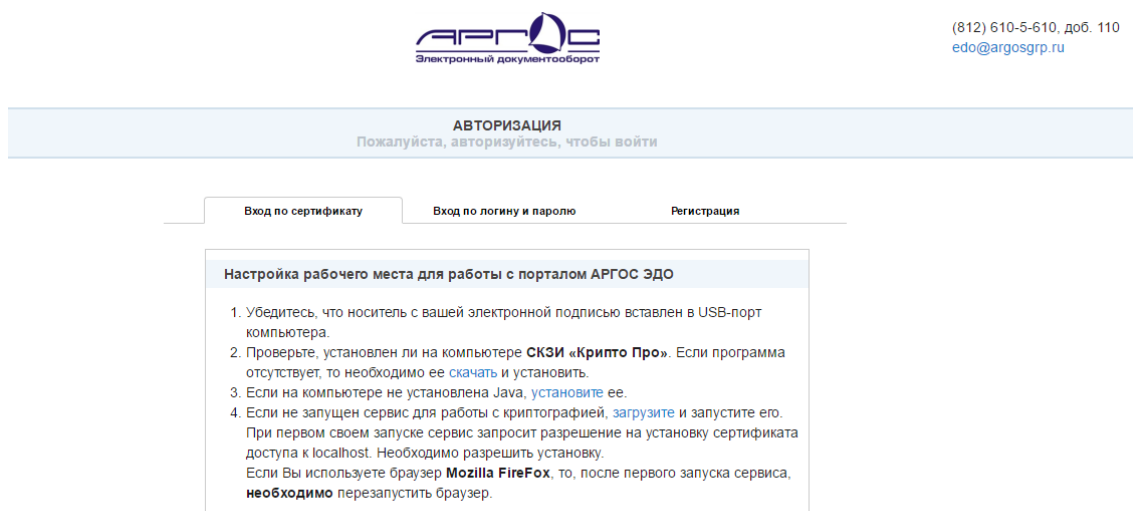 АРГОС
Электронный документооборот
(812) 610-5-610, доб. 110
edo@argosgrp.ru
АВТОРИЗАЦИЯ
Пожалуйста, авторизуйтесь, чтобы войти
Вход по сертификату
Вход по логину и паролю
Регистрация
Настройка рабочего места для работы с порталом АРГОС ЭДО
1. Убедитесь, что носитель с вашей электронной подписью вставлен в USB-порт
компьютера.
2. Проверьте, установлен ли на компьютере СКЗИ «Крипто Про». Если программа
отсутствует, то необходимо ее скачать и установить.
3. Если на компьютере не установлена Java, установите ее.
4. Если не запущен сервис для работы с криптографией, загрузите и запустите его.
При первом своем запуске сервис запросит разрешение на установку сертификата
доступа к localhost. Необходимо разрешить установку.
Если Вы используете браузер Mozilla FireFox, то, после первого запуска сервиса,
необходимо перезапустить браузер.